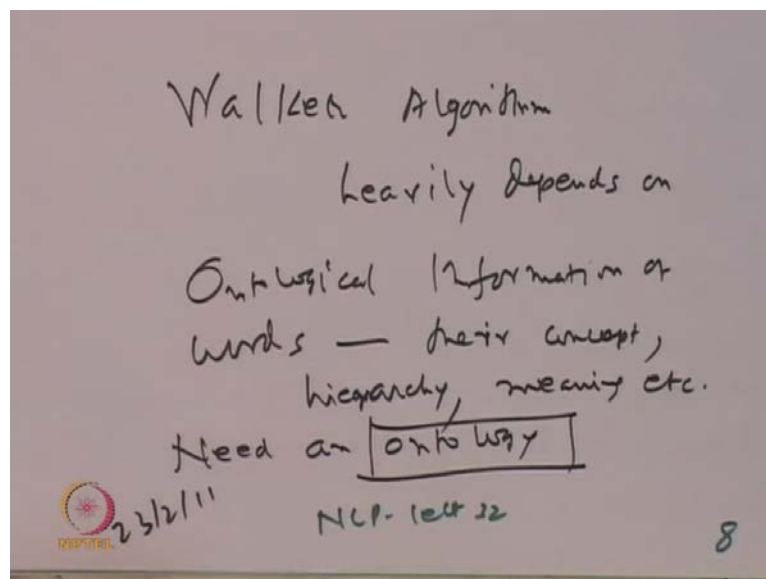 Walker Algorithm
heavily depends on
Ontological Information of
words — their concept,
hierarchy, meaning etc.
Need an ontology
23/2/11
NLP-lect 22
NPTEL
8